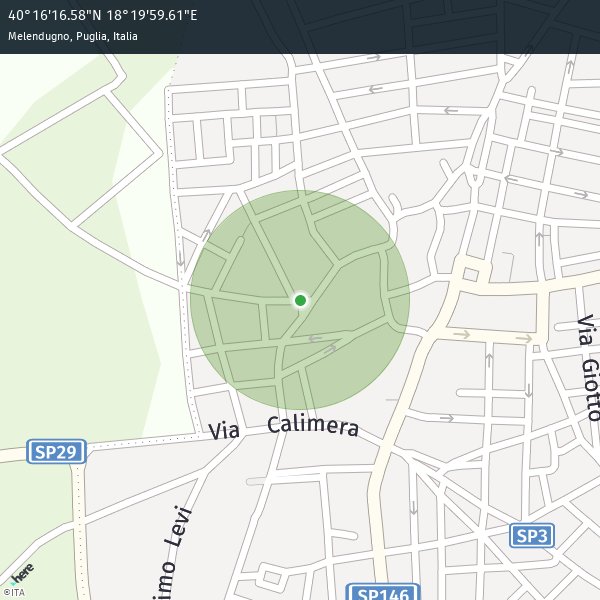 40°16'16.58"N 18°19'59.61"E
Melendugno, Puglia, Italia
Via Giotto
Via Calimera
SP29
imo Levi
SP3
here
SP146
©ITA